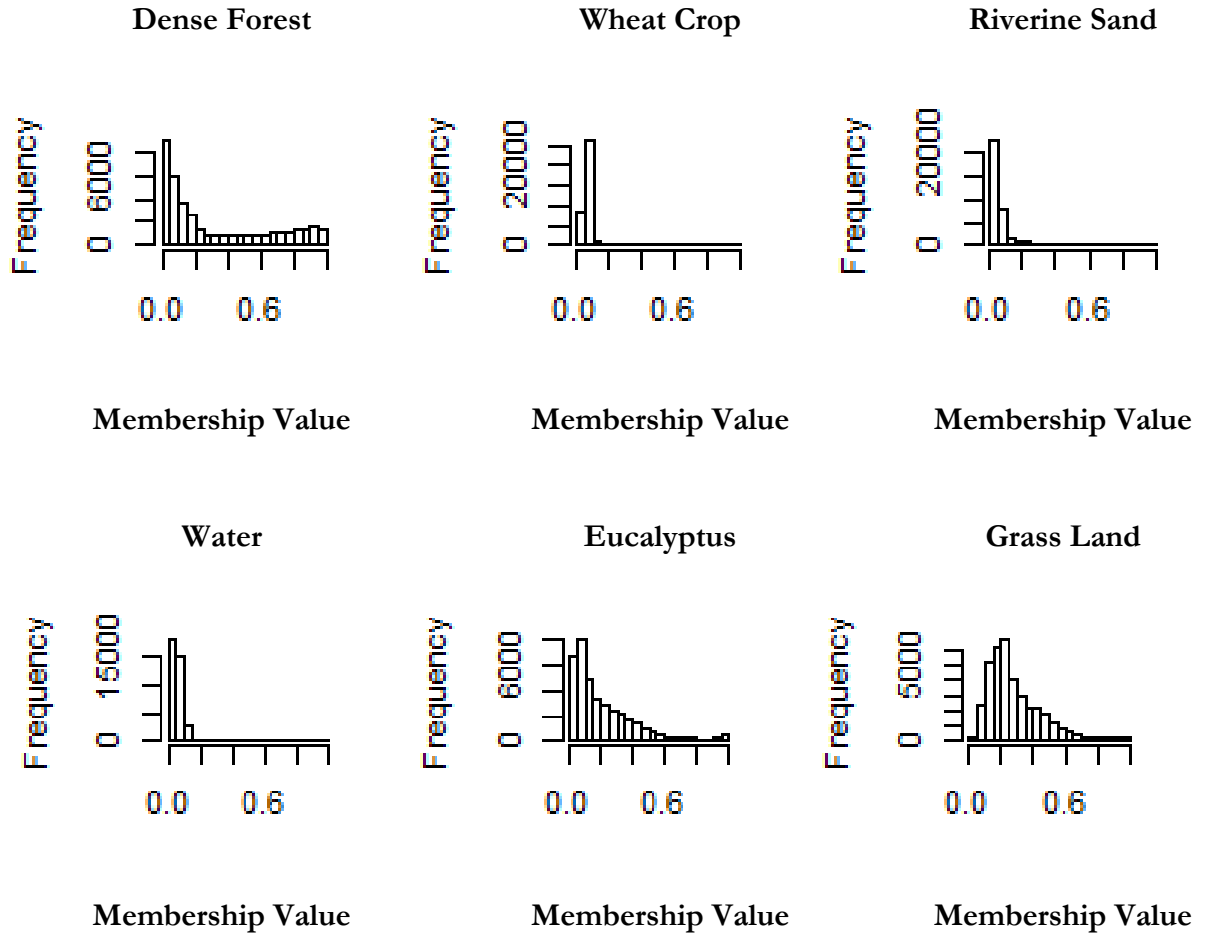 Dense Forest
Wheat Crop
Riverine Sand
Frequency
0 6000
0.0 0.6
Frequency
0 20000
0.0 0.6
Frequency
0 20000
0.0 0.6
Membership Value
Membership Value
Membership Value
Water
Eucalyptus
Grass Land
Frequency
0 15000
0.0 0.6
Frequency
0 6000
0.0 0.6
Frequency
0 5000
0.0 0.6
Membership Value
Membership Value
Membership Value